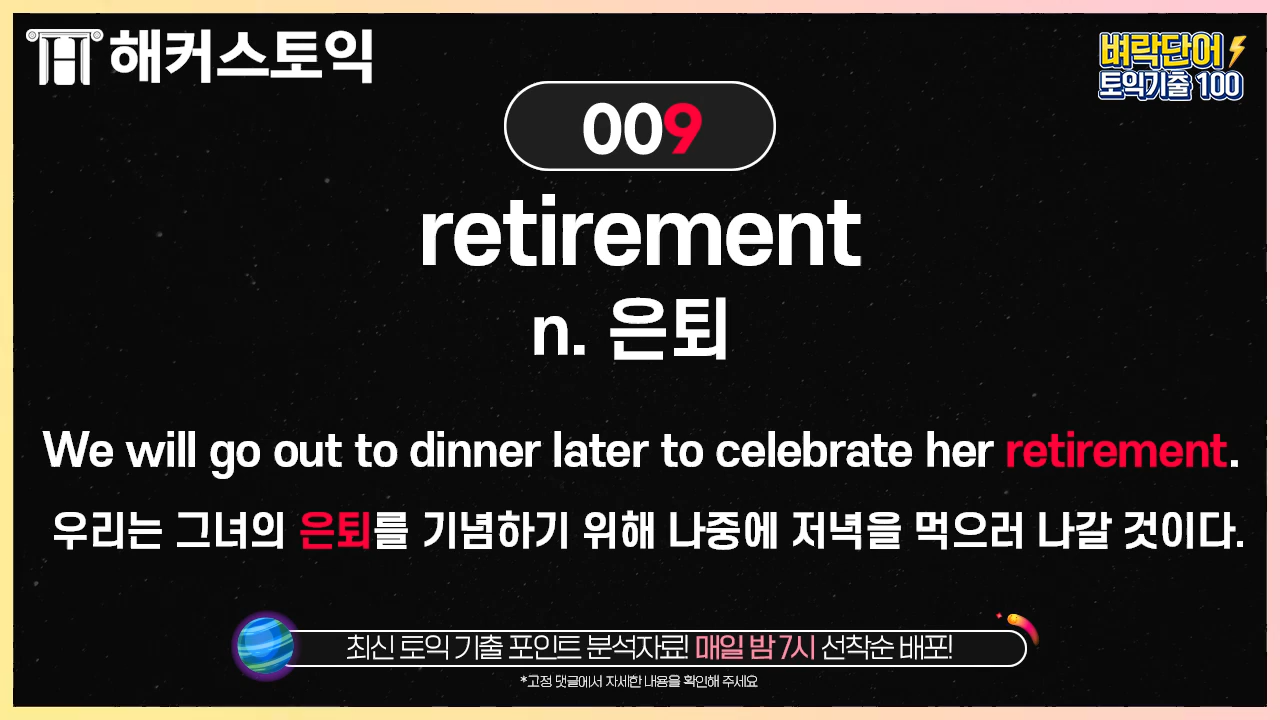 해커스토익
벼락단어
토익기출 100
009
retirement
n. 은퇴
We will go out to dinner later to celebrate her retirement.
우리는 그녀의 은퇴를 기념하기 위해 나중에 저녁을 먹으러 나갈 것이다.
최신 토익 기출 포인트 분석자료! 매일 밤 7시 선착순 배포!
*고정 댓글에서 자세한 내용을 확인해 주세요